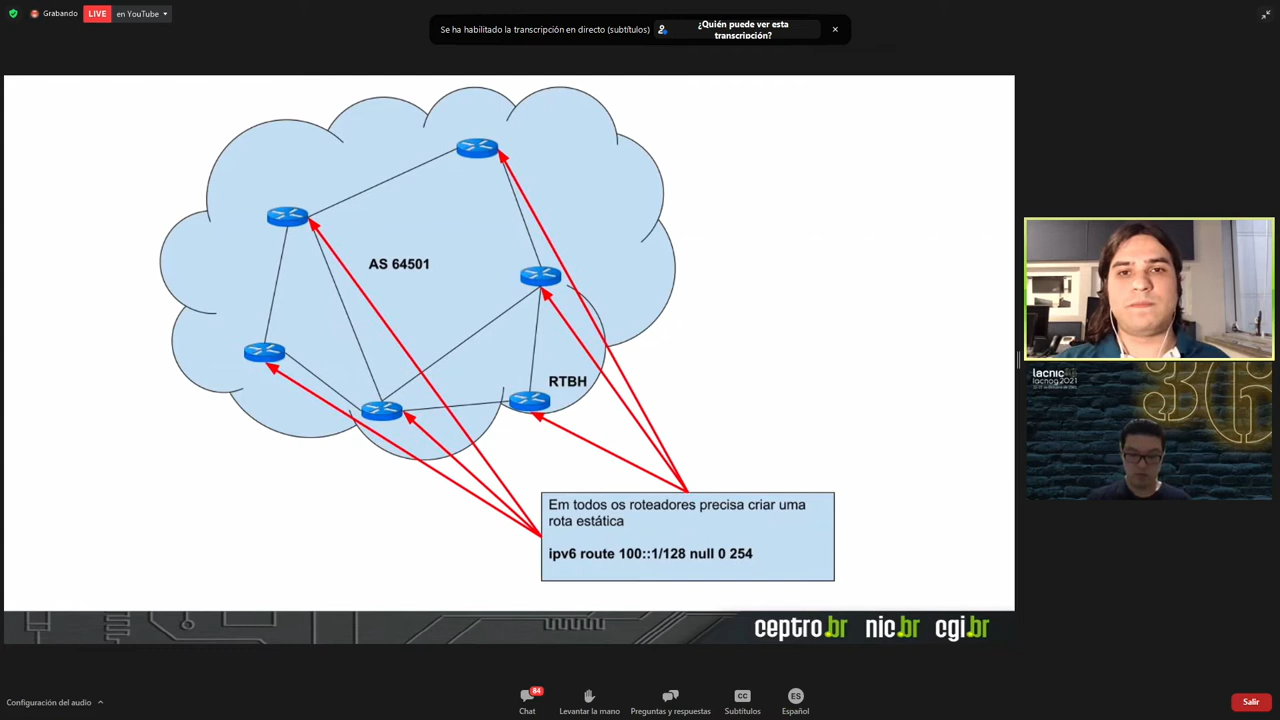 Grabando
LIVE
en YouTube
Se ha habilitado la transcripción en directo (subtítulos)
¿Quién puede ver esta
transcripción?
AS 64501
RTBH
Em todos os roteadores precisa criar uma
rota estática
ipv6 route 100::1/128 null 0 254
ceptro.br nic.br cgi.br
lacnic 36
lacnog 2021
36
Configuración del audio
84
Chat
Levantar la mano
Preguntas y respuestas
CC
Subtítulos
ES
Español
Salir